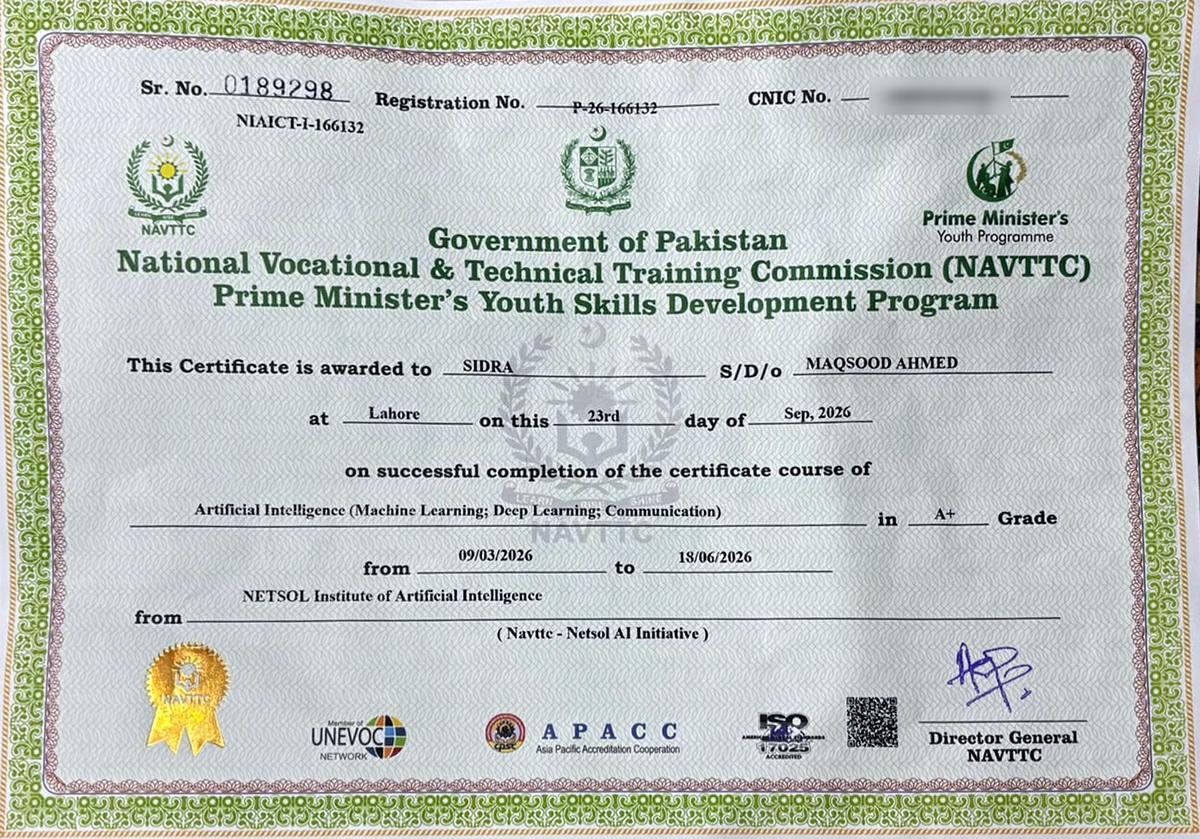 Sr. No. 0189298 Registration No. P-26-166132 CNIC No.
NIAICT-I-166132
NAVTTC
Prime Minister's
Youth Programme
Government of Pakistan
National Vocational & Technical Training Commission (NAVTTC)
Prime Minister's Youth Skills Development Program
This Certificate is awarded to SIDRA S/D/o MAQSOOD AHMED
at Lahore on this 23rd day of Sep, 2026
on successful completion of the certificate course of
LEARN SHINE
Artificial Intelligence (Machine Learning; Deep Learning; Communication) in A+ Grade
NAVTTC
from 09/03/2026 to 18/06/2026
from NETSOL Institute of Artificial Intelligence
( Navttc - Netsol AI Initiative )
NAVTTC
Member of
UNEVOC
NETWORK
cpsc
APACC
Asia Pacific Accreditation Cooperation
ISO
17025
ACCREDITED
Director General
NAVTTC